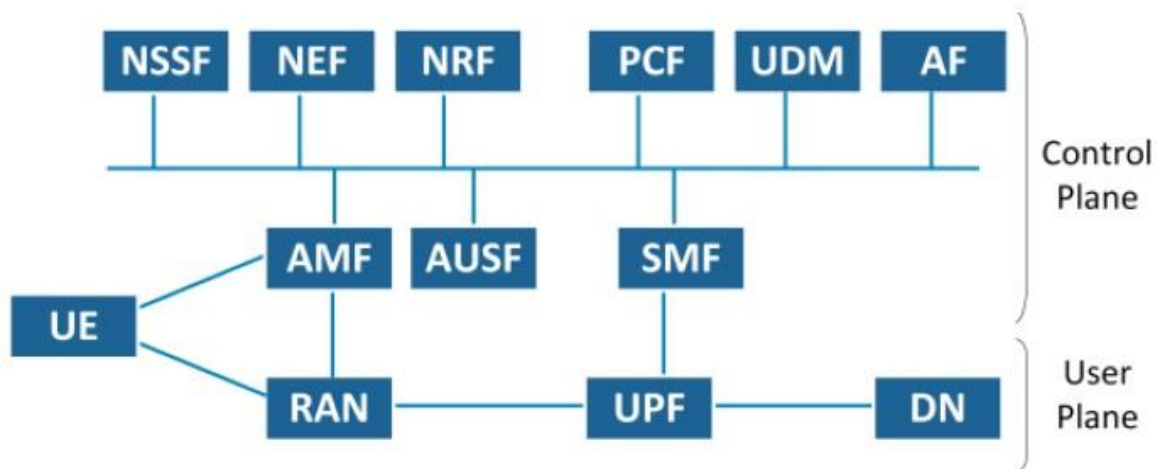 NSSF
NEF
NRF
PCF
UDM
AF
Control
Plane
AMF
AUSF
SMF
UE
User
Plane
RAN
UPF
DN